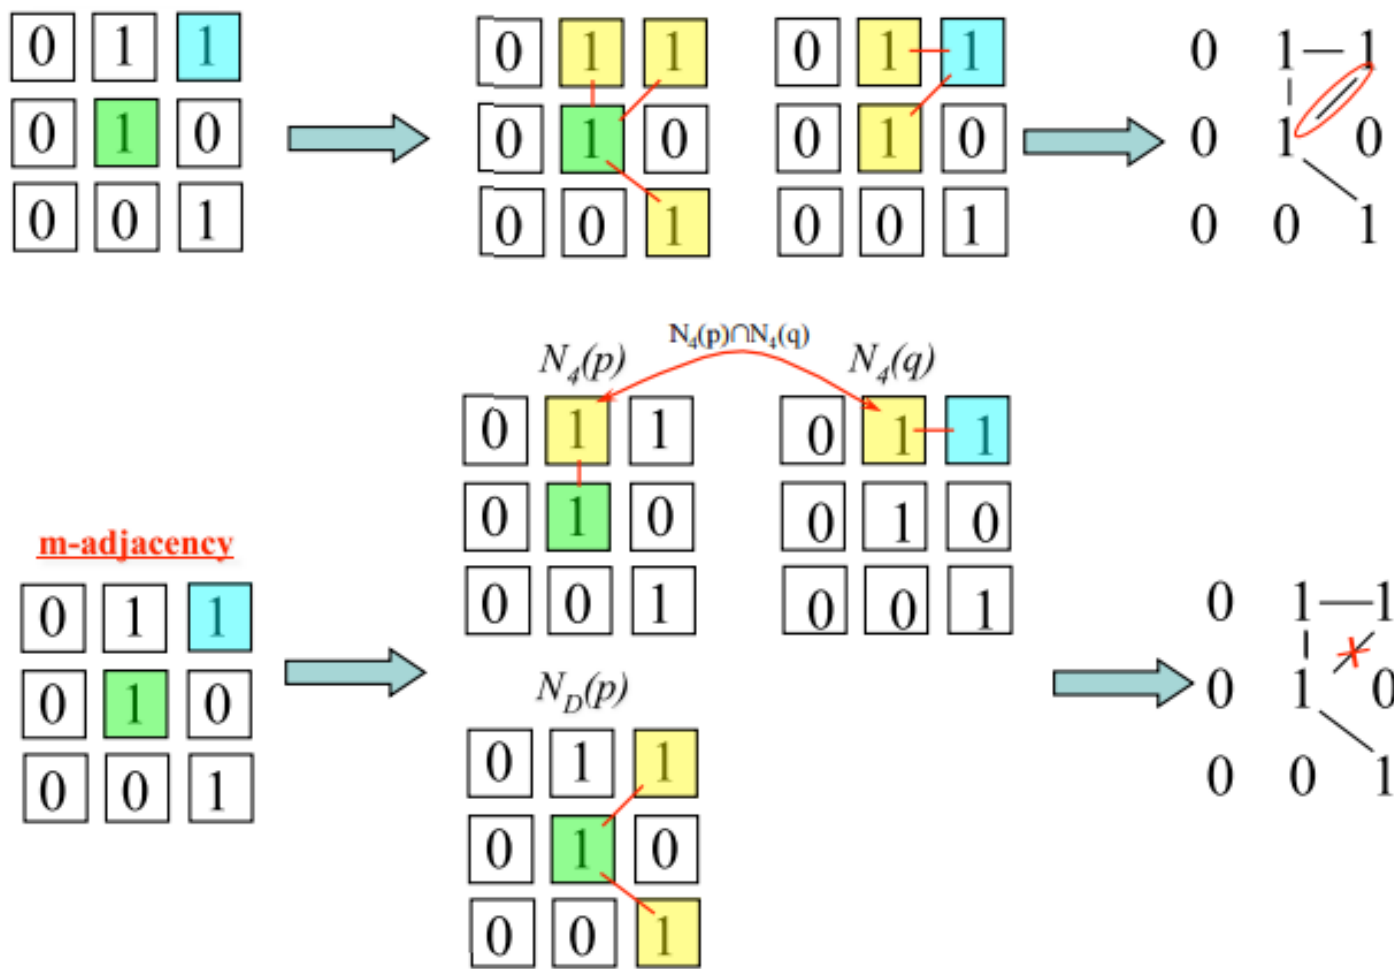 0 1 1 0 1 1 0 1 1 0 1 1
0 1 0 0 1 0 0 1 0 0 1 0
0 0 1 0 0 1 0 0 1 0 0 1
N₄(p)∩N₄(q)
N₄(p) N₄(q)
0 1 1 0 1 1
0 1 0 0 1 0
0 0 1 0 0 1
m-adjacency
0 1 1
0 1 0
0 0 1
N_D(p)
0 1 1
0 1 0
0 0 1
0 1 1
0 1 0
0 0 1